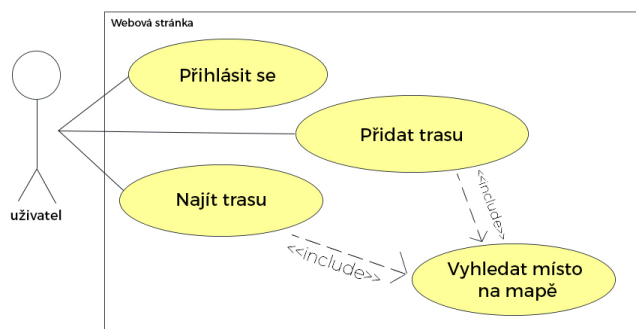 Webová stránka
Přihlásit se
Přidat trasu
<<include>>
Najít trasu
uživatel
<<include>>
Vyhledat místo
na mapě